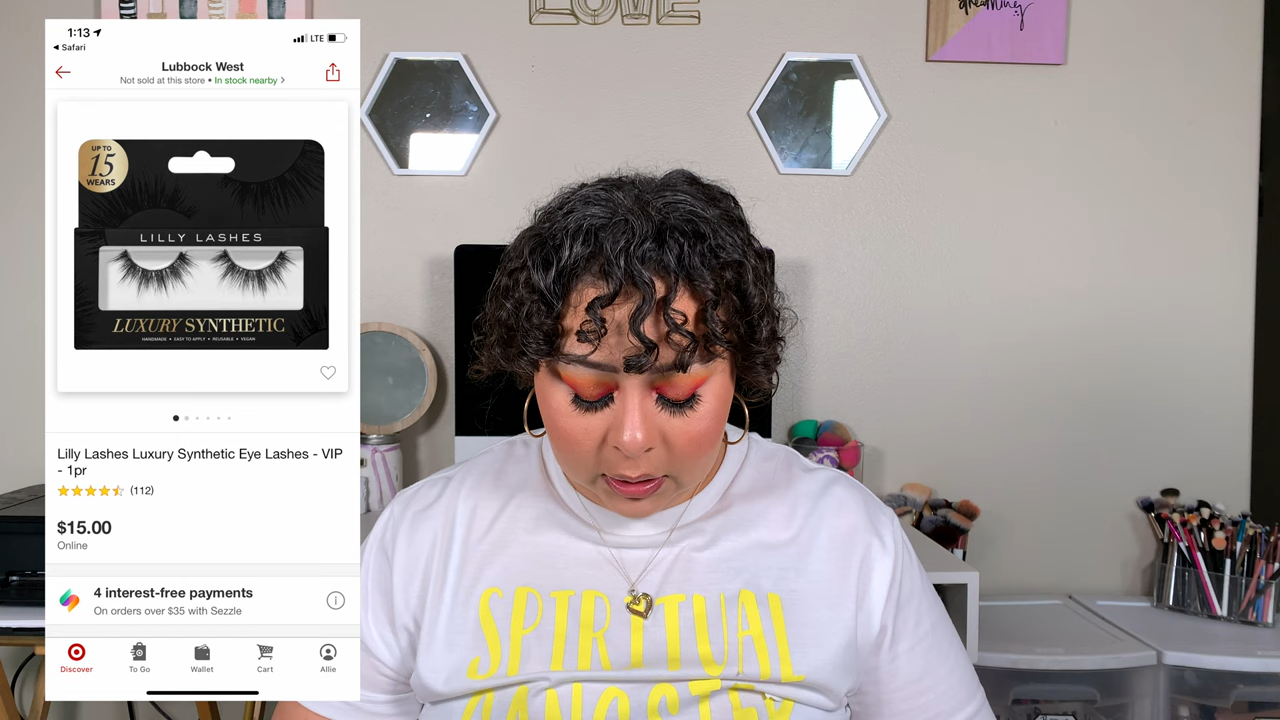 LOVE
dreaming
1:13
LTE
◀ Safari
Lubbock West
Not sold at this store • In stock nearby >
UP TO
15
WEARS
LILLY LASHES
LUXURY SYNTHETIC
HANDMADE • EASY TO APPLY • REUSABLE • VEGAN
Lilly Lashes Luxury Synthetic Eye Lashes - VIP
- 1pr
(112)
$15.00
Online
4 interest-free payments
On orders over $35 with Sezzle
Discover
To Go
Wallet
Cart
Allie
SPIRITUAL
GANGSTER